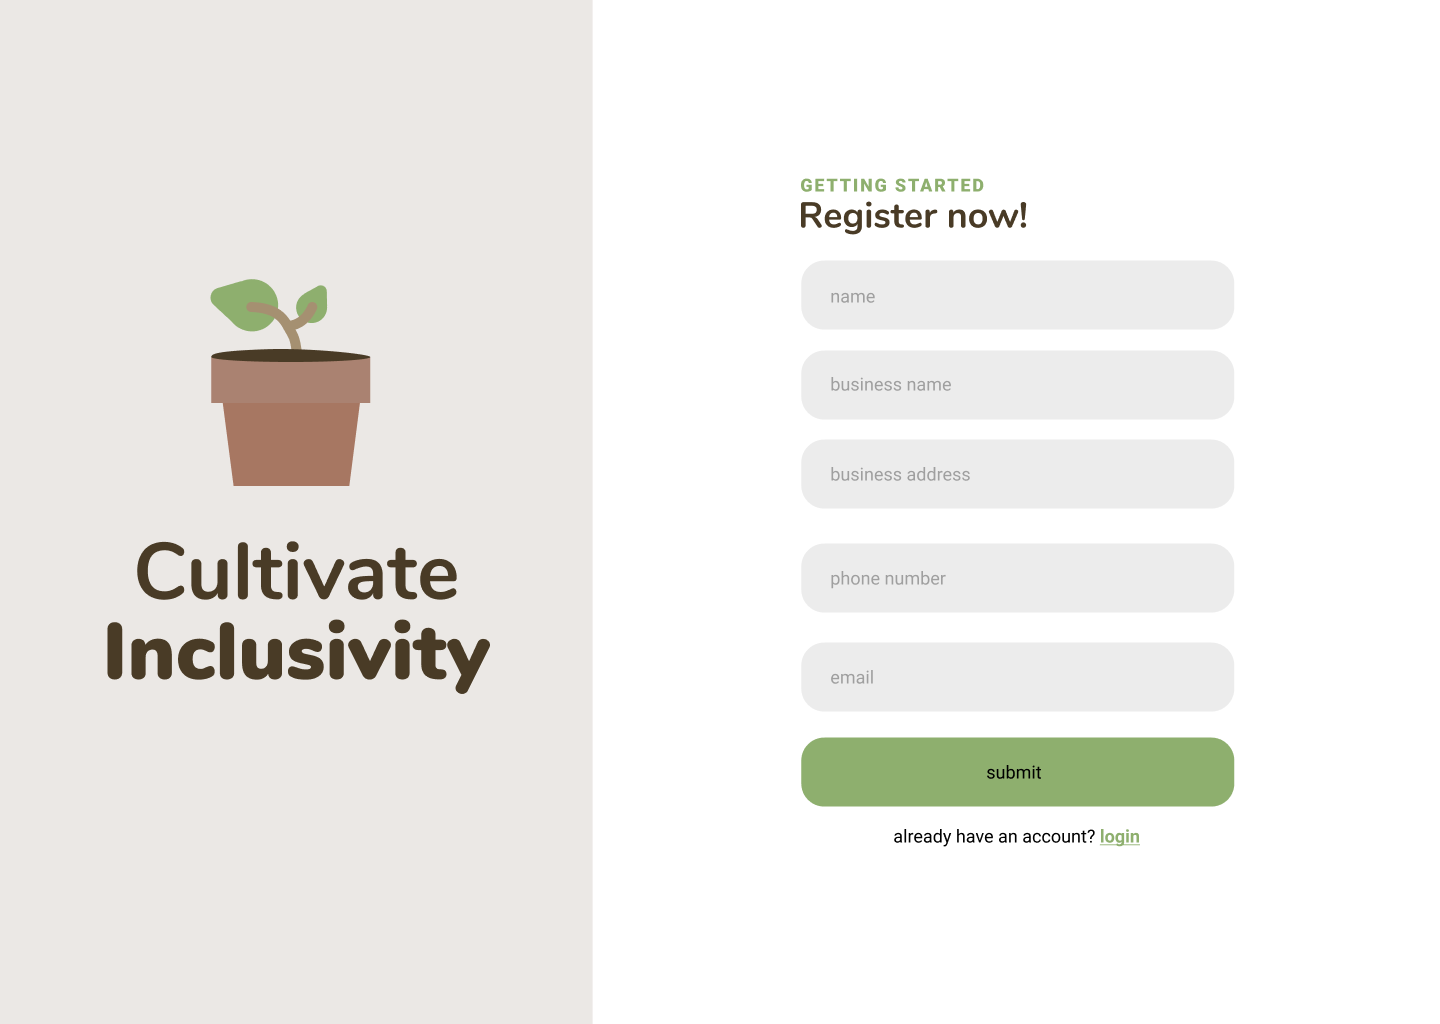 Cultivate
Inclusivity
GETTING STARTED
Register now!
name
business name
business address
phone number
email
submit
already have an account? login